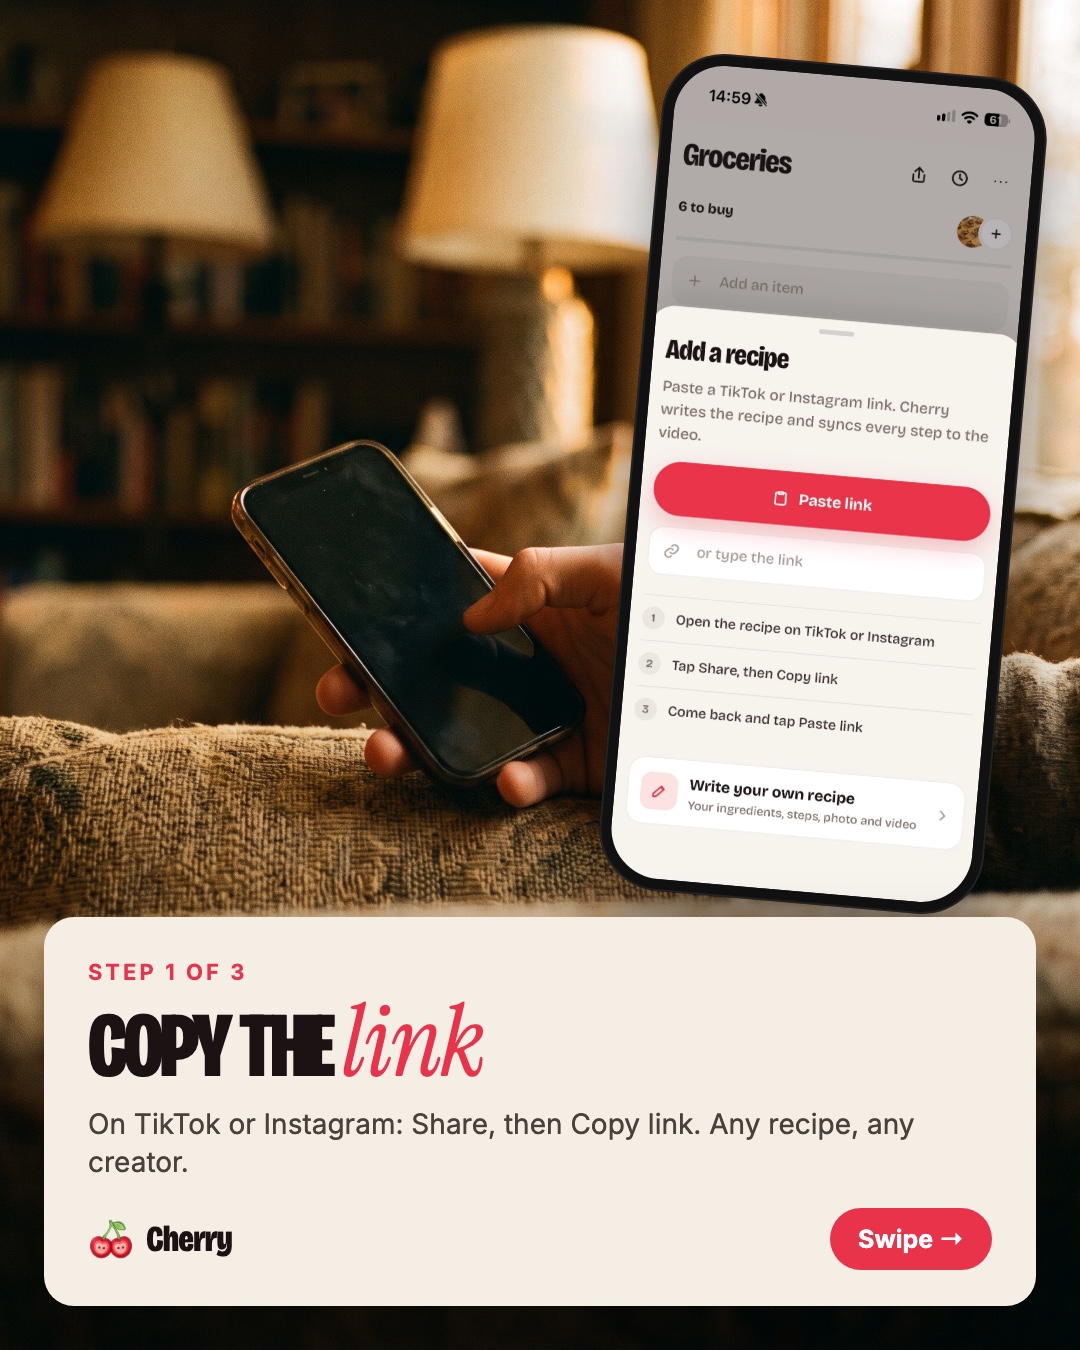 14:59
61
Groceries
6 to buy
+
+ Add an item
Add a recipe
Paste a TikTok or Instagram link. Cherry
writes the recipe and syncs every step to the
video.
Paste link
or type the link
1 Open the recipe on TikTok or Instagram
2 Tap Share, then Copy link
3 Come back and tap Paste link
Write your own recipe
Your ingredients, steps, photo and video
STEP 1 OF 3
COPY THE link
On TikTok or Instagram: Share, then Copy link. Any recipe, any
creator.
Cherry
Swipe →